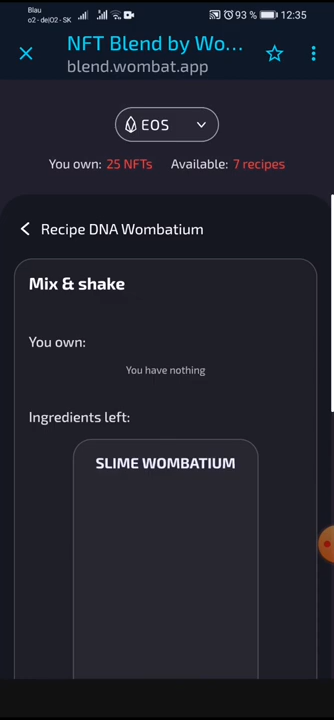 Blau
o2 - de|O2 - SK
93 %
12:35
NFT Blend by Wo...
blend.wombat.app
EOS
You own: 25 NFTs Available: 7 recipes
Recipe DNA Wombatium
Mix & shake
You own:
You have nothing
Ingredients left:
SLIME WOMBATIUM